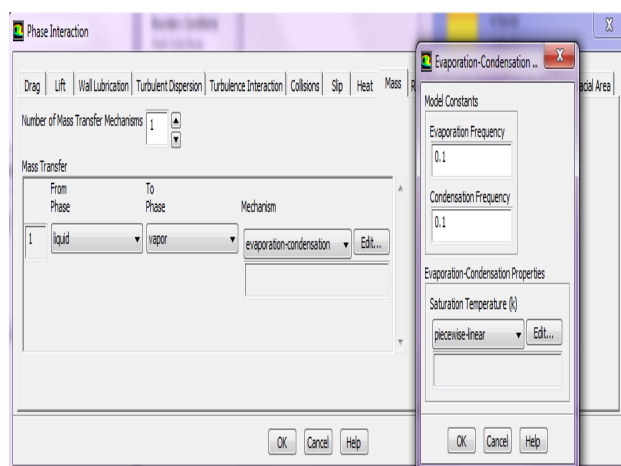 Phase Interaction
Drag Lift Wall Lubrication Turbulent Dispersion Turbulence Interaction Collisions Slip Heat Mass R
Number of Mass Transfer Mechanisms 1
Mass Transfer
From To
Phase Phase Mechanism
1 liquid vapor evaporation-condensation Edit...
OK Cancel Help
Evaporation-Condensation ..
X
Model Constants
Evaporation Frequency
0.1
Condensation Frequency
0.1
Evaporation-Condensation Properties
Saturation Temperature (k)
piecewise-linear Edit...
OK Cancel Help
X
acial Area